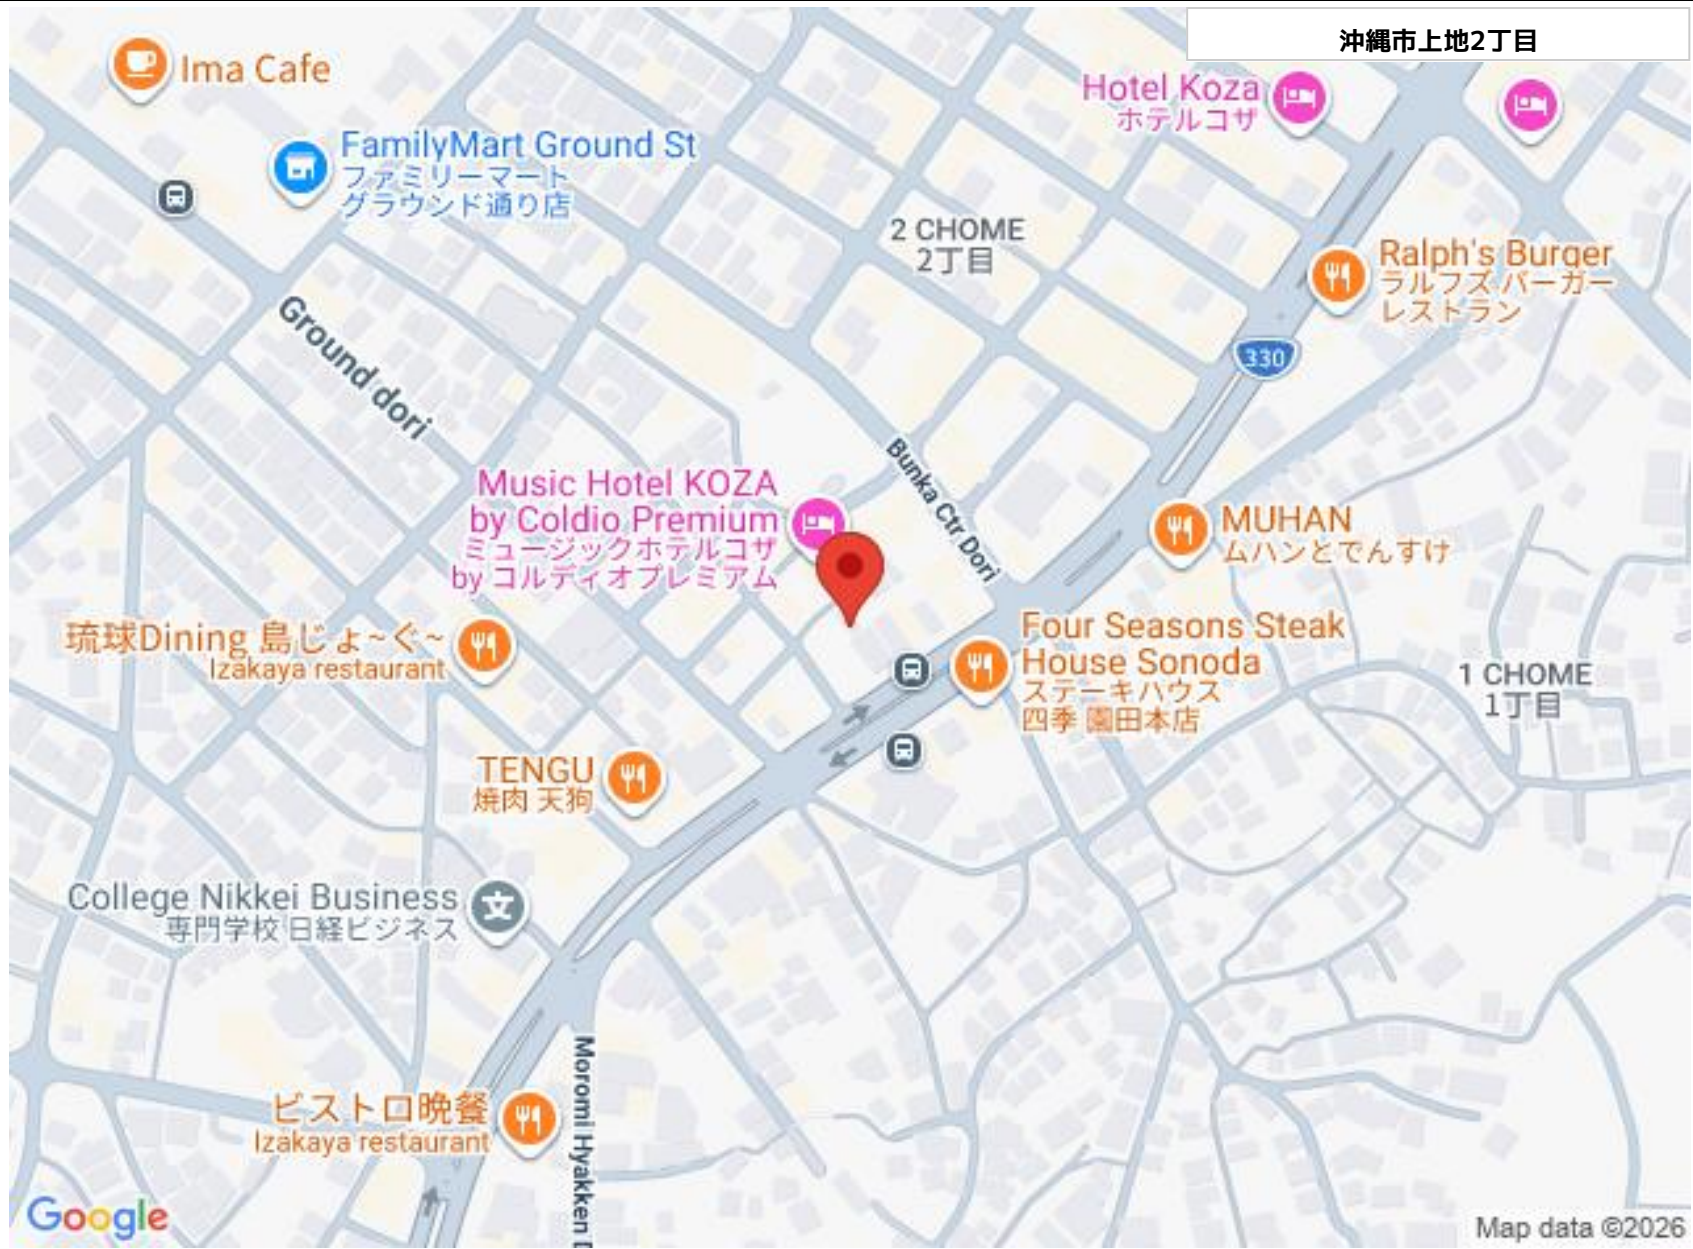 沖縄市上地2丁目
Ima Cafe
Hotel Koza
ホテルコザ
FamilyMart Ground St
ファミリーマート
グラウンド通り店
2 CHOME
2丁目
Ralph's Burger
ラルフズ バーガー
レストラン
Ground dori
330
Bunka Ctr Dori
Music Hotel KOZA
by Coldio Premium
ミュージックホテルコザ
by コルディオプレミアム
MUHAN
ムハンとでんすけ
琉球Dining 島じょ~ぐ~
Izakaya restaurant
Four Seasons Steak
House Sonoda
ステーキハウス
四季 園田本店
1 CHOME
1丁目
TENGU
焼肉 天狗
College Nikkei Business
専門学校 日経ビジネス
文
Moromi Hyakken D
ビストロ晩餐
Izakaya restaurant
Google
Map data ©2026